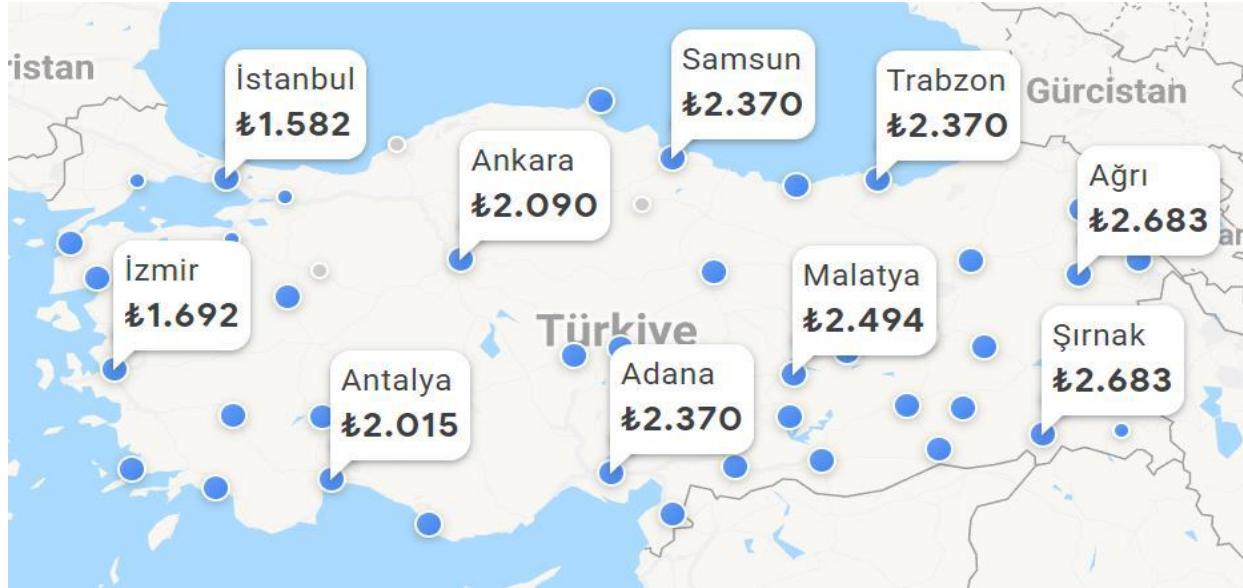 ristan
İstanbul
₺1.582
Samsun
₺2.370
Trabzon
₺2.370
Gürcistan
Ankara
₺2.090
Ağrı
₺2.683
İzmir
₺1.692
Malatya
₺2.494
Türkiye
Şırnak
₺2.683
Antalya
₺2.015
Adana
₺2.370